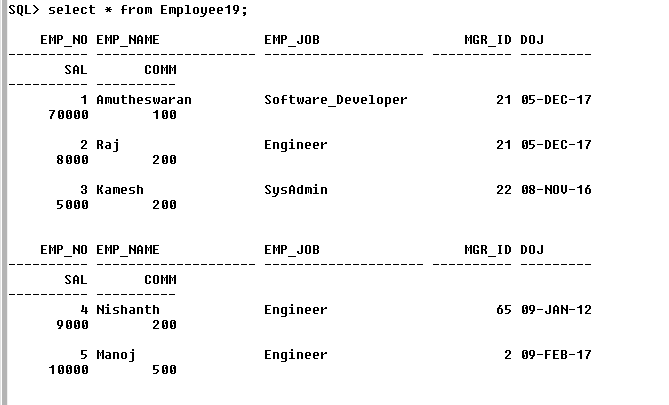 SQL> select * from Employee19;
EMP_NO EMP_NAME EMP_JOB MGR_ID DOJ
---------- -------------------- -------------------- ---------- ---------
SAL COMM
---------- ----------
1 Amutheswaran Software_Developer 21 05-DEC-17
70000 100
2 Raj Engineer 21 05-DEC-17
8000 200
3 Kamesh SysAdmin 22 08-NOV-16
5000 200
EMP_NO EMP_NAME EMP_JOB MGR_ID DOJ
---------- -------------------- -------------------- ---------- ---------
SAL COMM
---------- ----------
4 Nishanth Engineer 65 09-JAN-12
9000 200
5 Manoj Engineer 2 09-FEB-17
10000 500